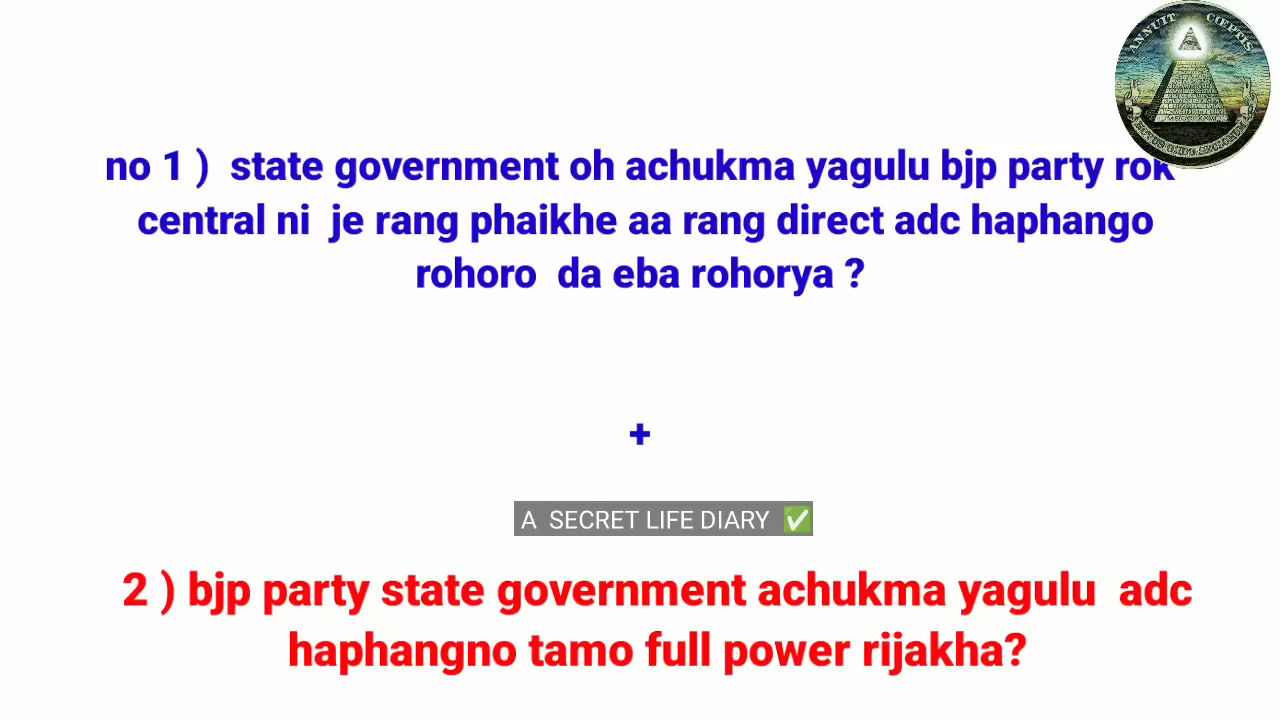 ANNUIT CŒPTIS
no 1 ) state government oh achukma yagulu bjp party rok
central ni je rang phaikhe aa rang direct adc haphango
rohoro da eba rohorya ?
+
A SECRET LIFE DIARY ✅
2 ) bjp party state government achukma yagulu adc
haphangno tamo full power rijakha?